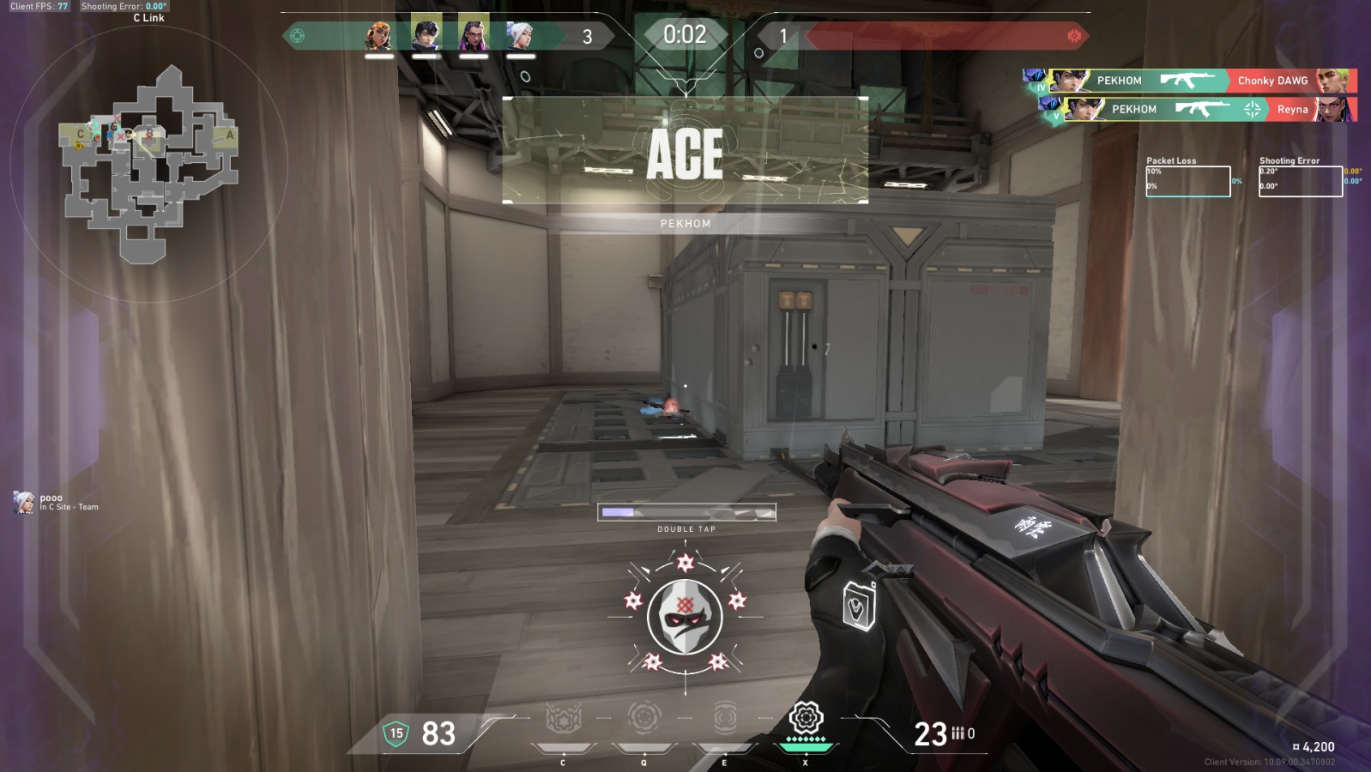 Client FPS: 77 Shooting Error: 0.00°
C Link
3 0:02 1
PEKHOM Chonky DAWG
IV
PEKHOM Reyna
V
ACE
PEKHOM
Packet Loss Shooting Error
10% 0.20° 0.00°
0% 0% 0.00° 0.00°
C B A
pooo
In C Site - Team
DOUBLE TAP
15 83
23 0
C Q E X
¤ 4,200
Client Version: 10.09.00.3470802